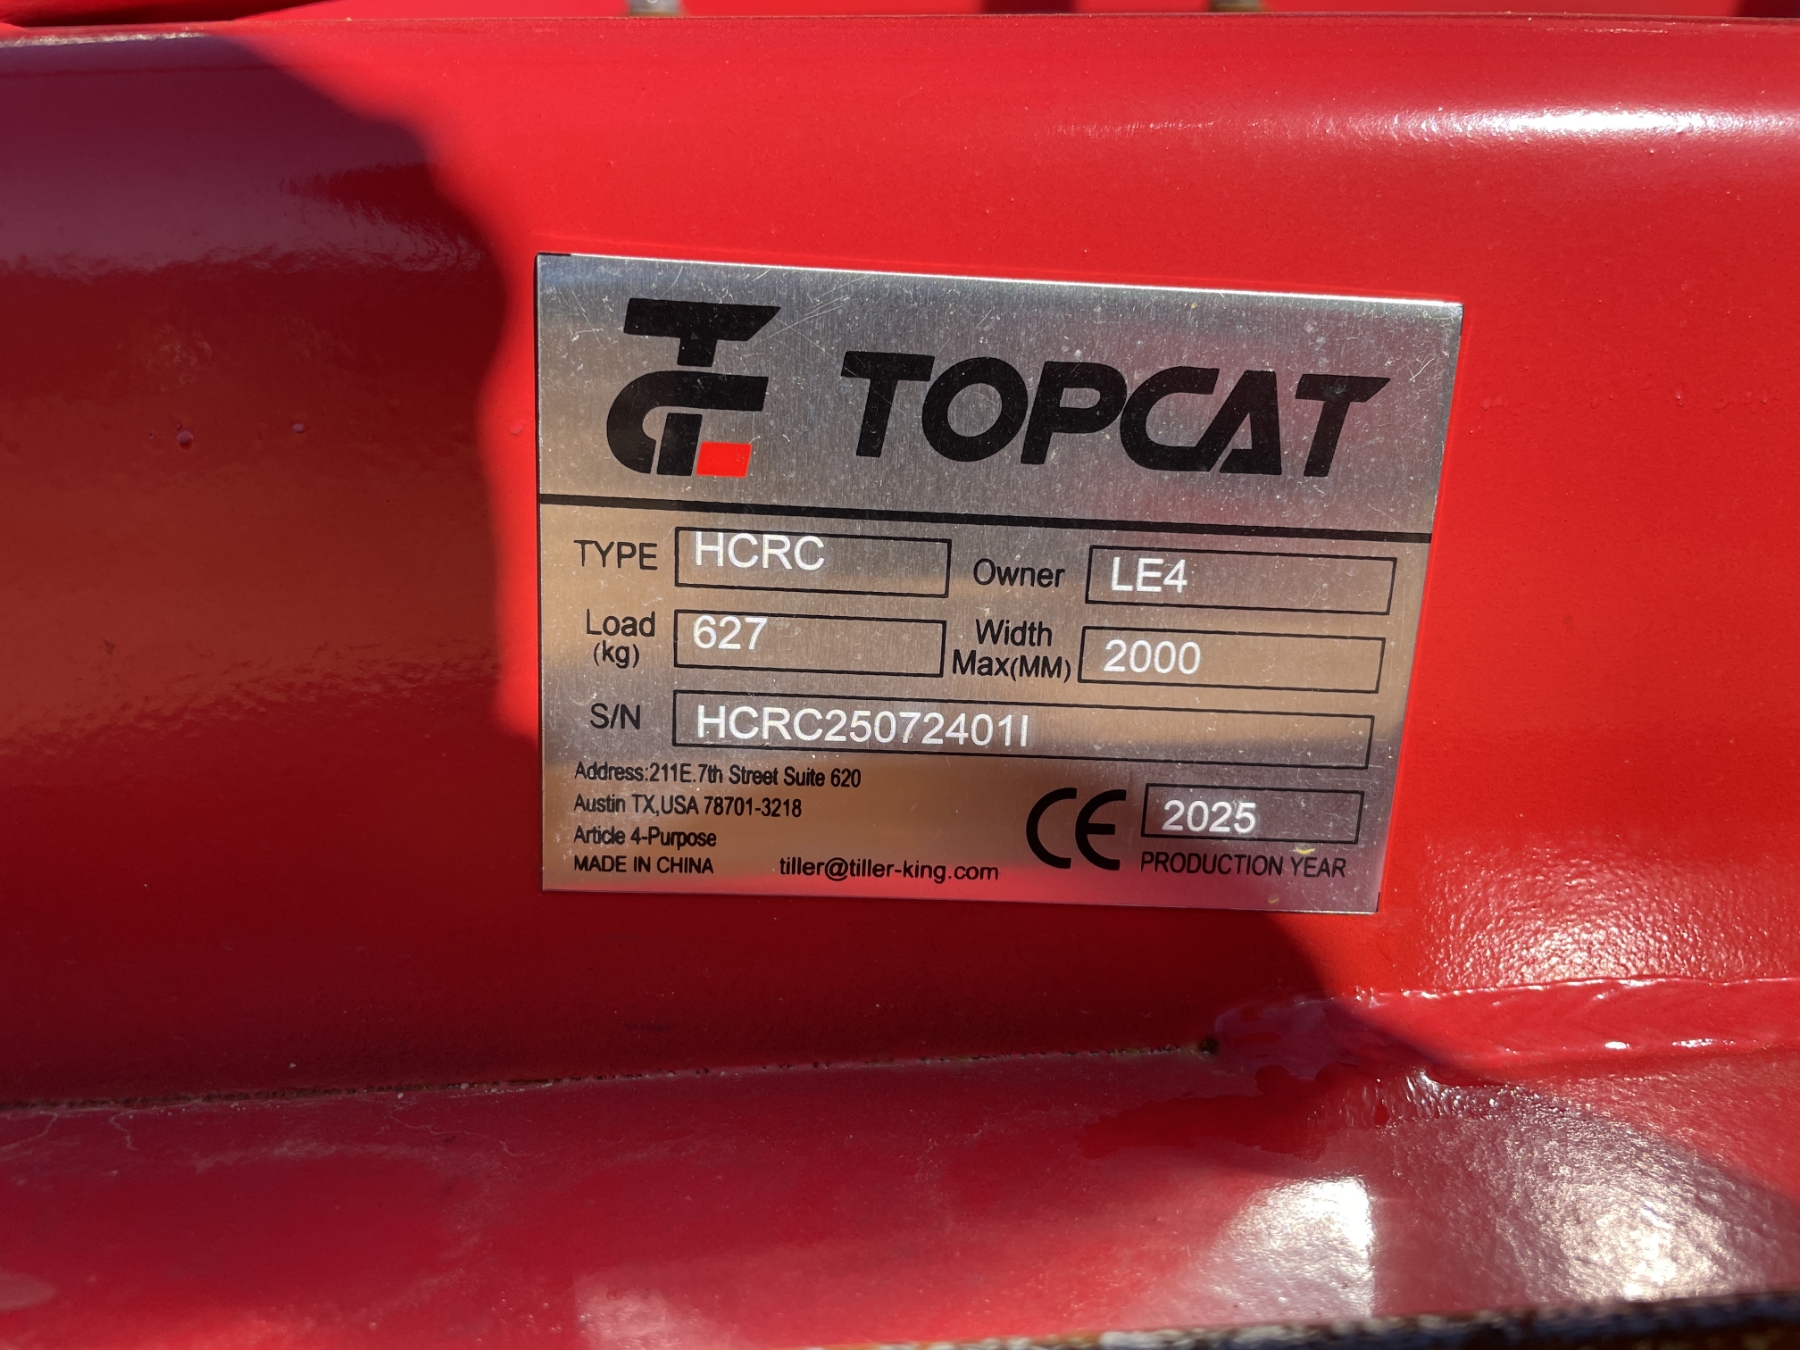 TOPCAT
TYPE HCRC Owner LE4
Load (kg) 627 Width Max(MM) 2000
S/N HCRC25072401I
Address:211E.7th Street Suite 620
Austin TX,USA 78701-3218
Article 4-Purpose
MADE IN CHINA tiller@tiller-king.com
CE 2025
PRODUCTION YEAR